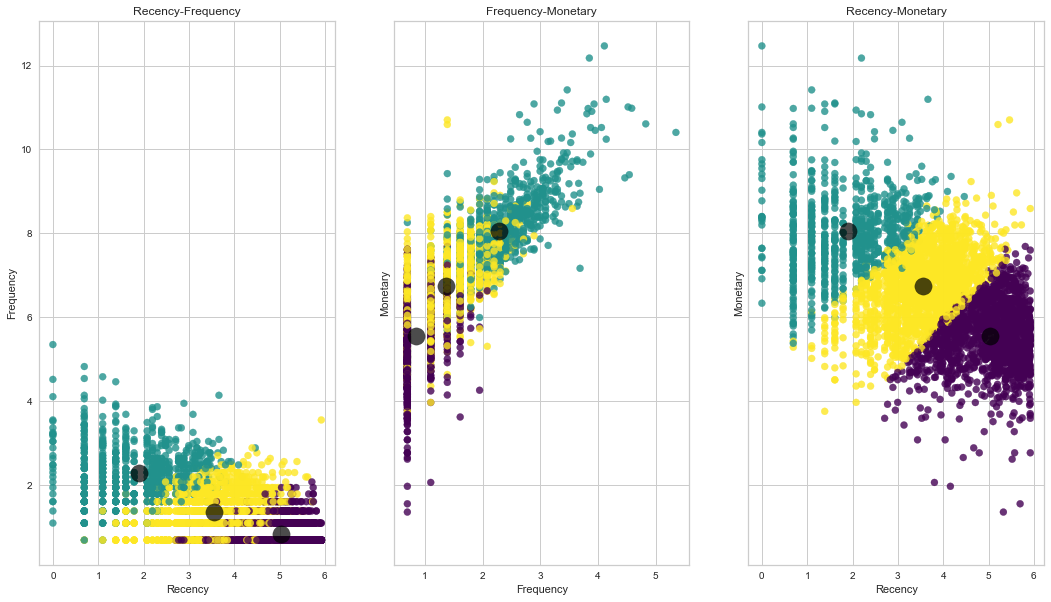 Recency-Frequency
Frequency-Monetary
Recency-Monetary
12
10
8
6
4
2
Frequency
Monetary
Monetary
0 1 2 3 4 5 6
1 2 3 4 5
0 1 2 3 4 5 6
Recency
Frequency
Recency